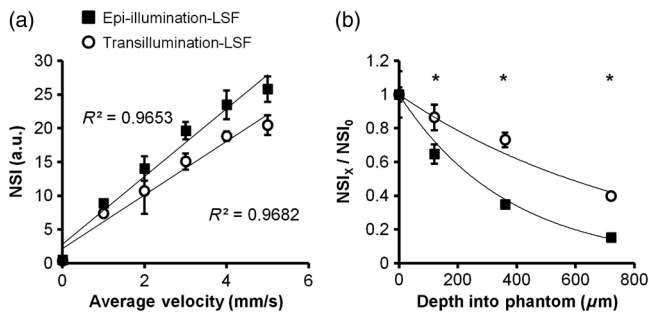 (a)
■ Epi-illumination-LSF
○ Transillumination-LSF
NSI (a.u.)
30
25
20
15
10
5
0
R² = 0.9653
R² = 0.9682
0 2 4 6
Average velocity (mm/s)
(b)
NSIX / NSI0
1.2
1
0.8
0.6
0.4
0.2
0
* * *
0 200 400 600 800
Depth into phantom (µm)